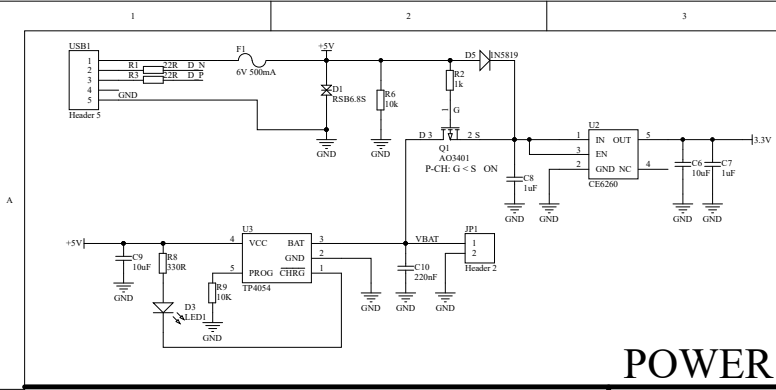 1 2 3
A
USB1
1
2
3
4
5
Header 5
R1 22R D_N
R3 22R D_P
GND
F1
6V 500mA
+5V
D1
RSB6.8S
GND
R6
10k
GND
R2
1k
1 G
D5 1N5819
D 3 2 S
Q1
AO3401
P-CH: G < S ON
C8
1uF
GND
GND
U2
1 IN OUT 5
3 EN
2 GND NC 4
CE6260
3.3V
C6
10uF
C7
1uF
GND GND
+5V
C9
10uF
GND
R8
330R
D3
LED1
R9
10K
GND
U3
4 VCC BAT 3
GND 2
5 PROG CHRG 1
TP4054
GND
VBAT
C10
220nF
GND
JP1
1
2
Header 2
GND
POWER